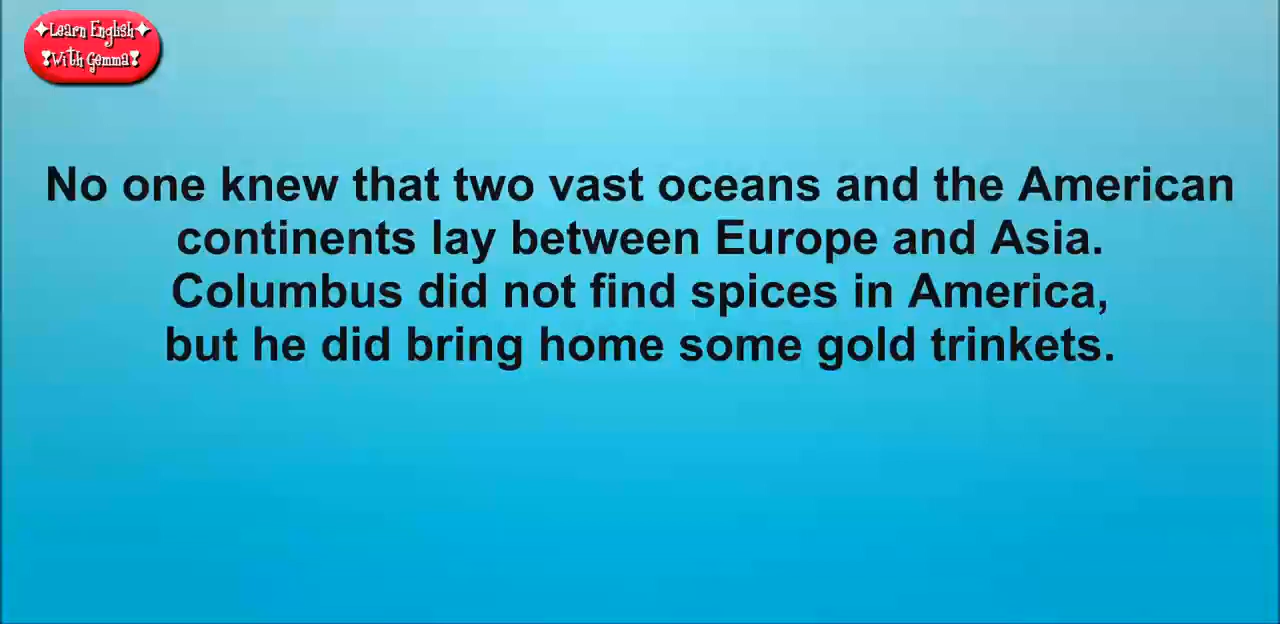 Learn English
With Gemma
No one knew that two vast oceans and the American
continents lay between Europe and Asia.
Columbus did not find spices in America,
but he did bring home some gold trinkets.